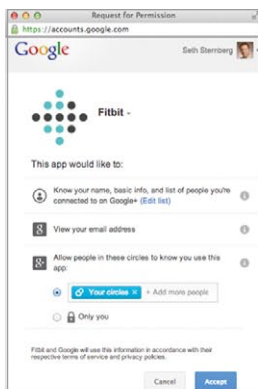 Request for Permission
https://accounts.google.com
Google
Seth Sternberg
Fitbit -
This app would like to:
Know your name, basic info, and list of people you're
connected to on Google+ (Edit list)
View your email address
Allow people in these circles to know you use this
app:
Your circles × + Add more people
Only you
Fitbit and Google will use this information in accordance with their
respective terms of service and privacy policies.
Cancel Accept